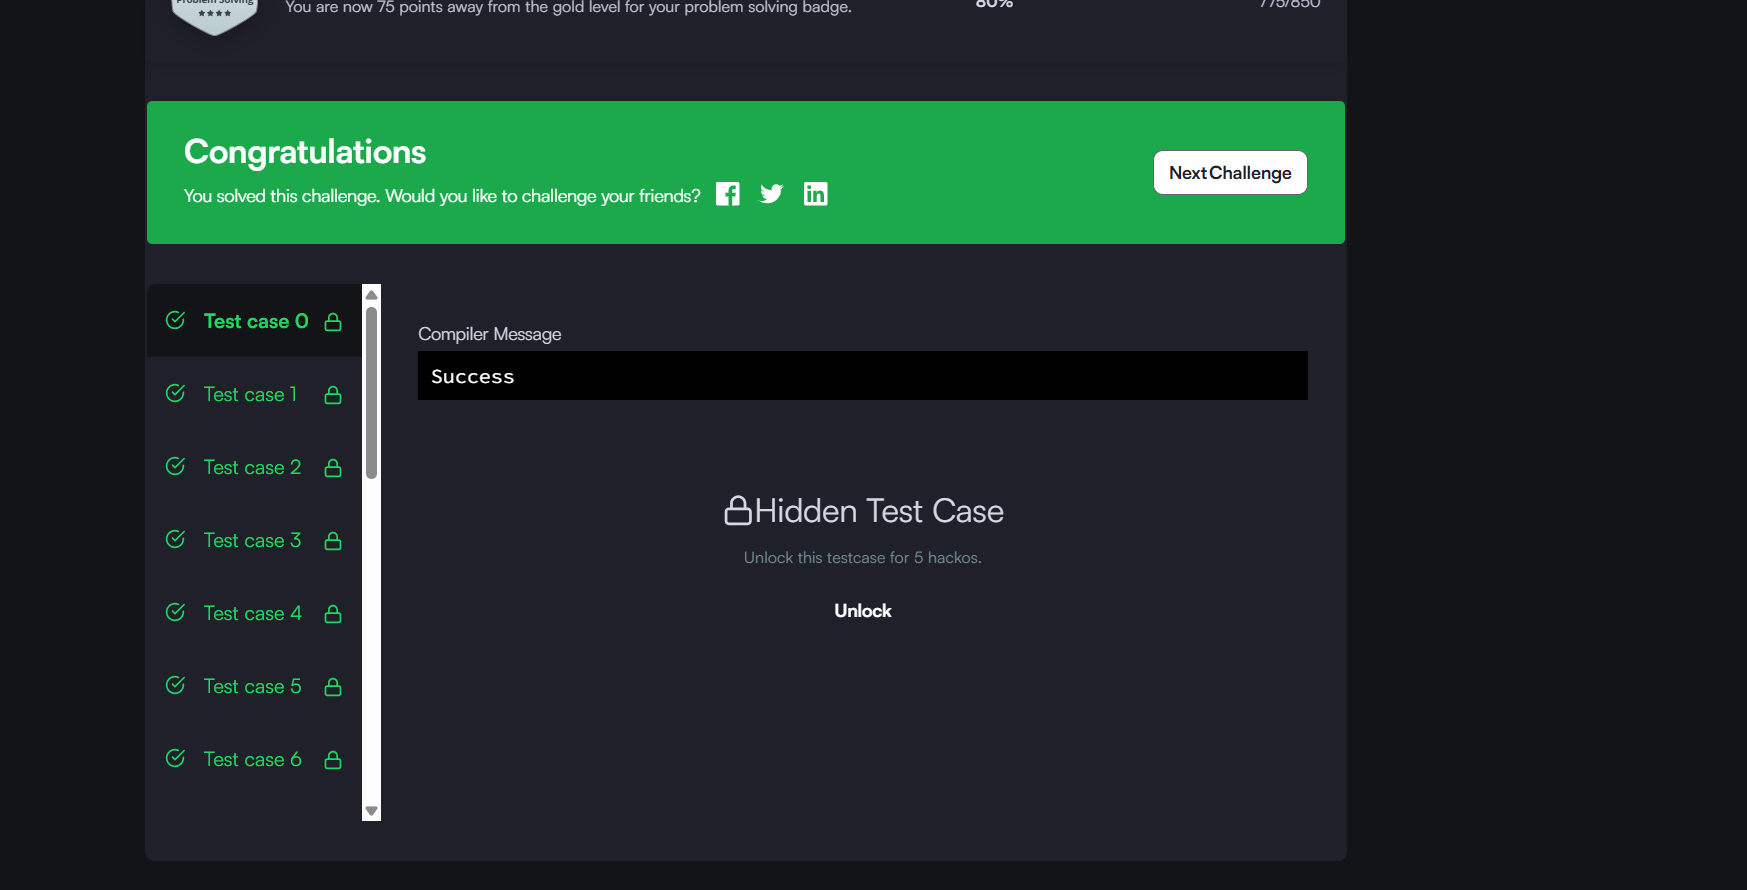 Problem Solving
You are now 75 points away from the gold level for your problem solving badge.
80%
775/850
Congratulations
You solved this challenge. Would you like to challenge your friends?
Next Challenge
Test case 0
Test case 1
Test case 2
Test case 3
Test case 4
Test case 5
Test case 6
Compiler Message
Success
Hidden Test Case
Unlock this testcase for 5 hackos.
Unlock